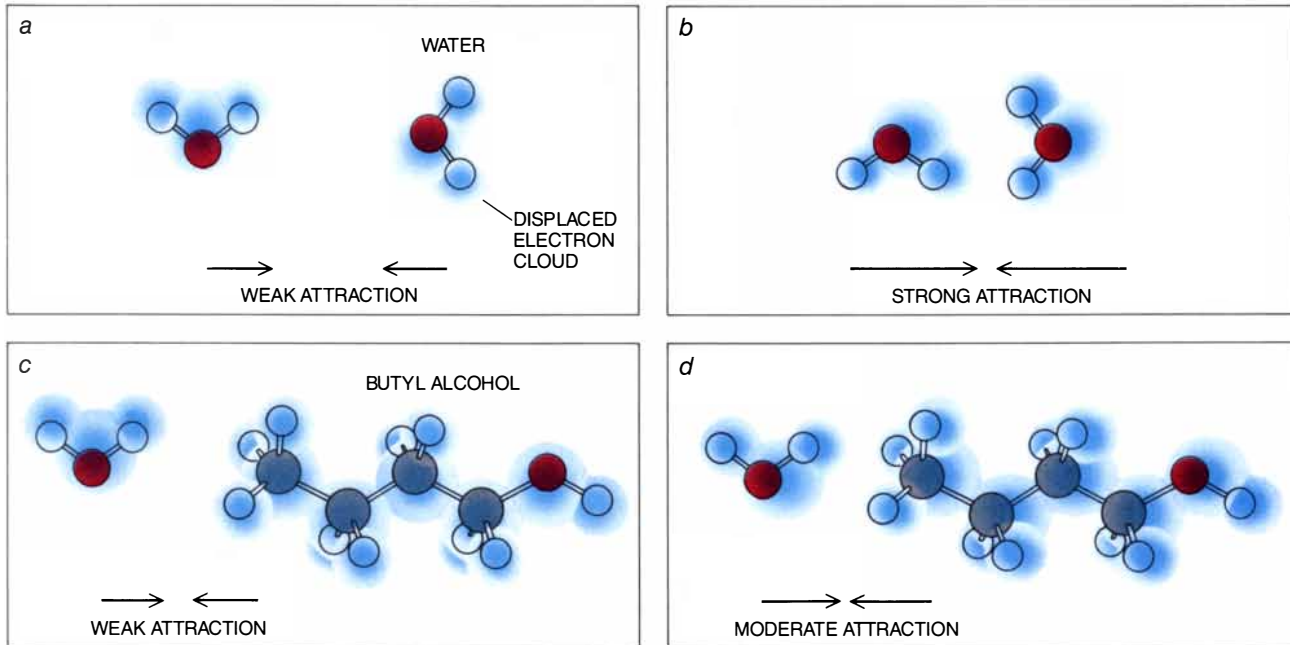 a
WATER
DISPLACED
ELECTRON
CLOUD
WEAK ATTRACTION
b
STRONG ATTRACTION
c
BUTYL ALCOHOL
WEAK ATTRACTION
d
MODERATE ATTRACTION